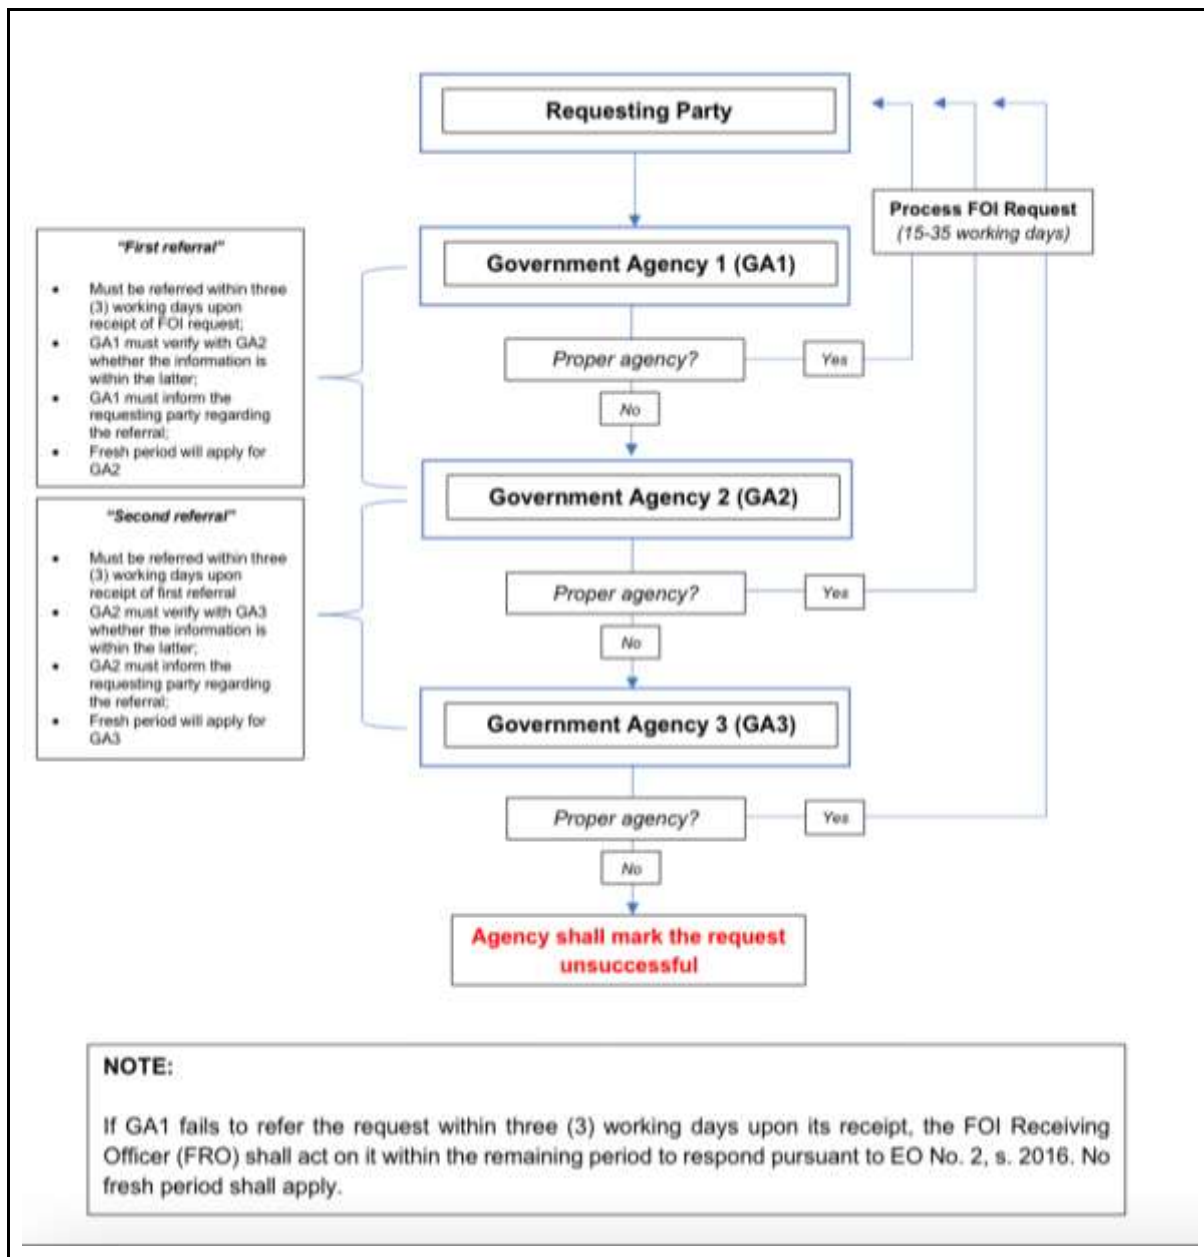 Requesting Party
Process FOI Request
(15-35 working days)
Government Agency 1 (GA1)
"First referral"
• Must be referred within three
(3) working days upon
receipt of FOI request;
• GA1 must verify with GA2
whether the information is
within the latter;
• GA1 must inform the
requesting party regarding
the referral;
• Fresh period will apply for
GA2
Proper agency?
Yes
No
Government Agency 2 (GA2)
"Second referral"
• Must be referred within three
(3) working days upon
receipt of first referral
• GA2 must verify with GA3
whether the information is
within the latter;
• GA2 must inform the
requesting party regarding
the referral;
• Fresh period will apply for
GA3
Proper agency?
Yes
No
Government Agency 3 (GA3)
Proper agency?
Yes
No
Agency shall mark the request
unsuccessful
NOTE:
If GA1 fails to refer the request within three (3) working days upon its receipt, the FOI Receiving
Officer (FRO) shall act on it within the remaining period to respond pursuant to EO No. 2, s. 2016. No
fresh period shall apply.